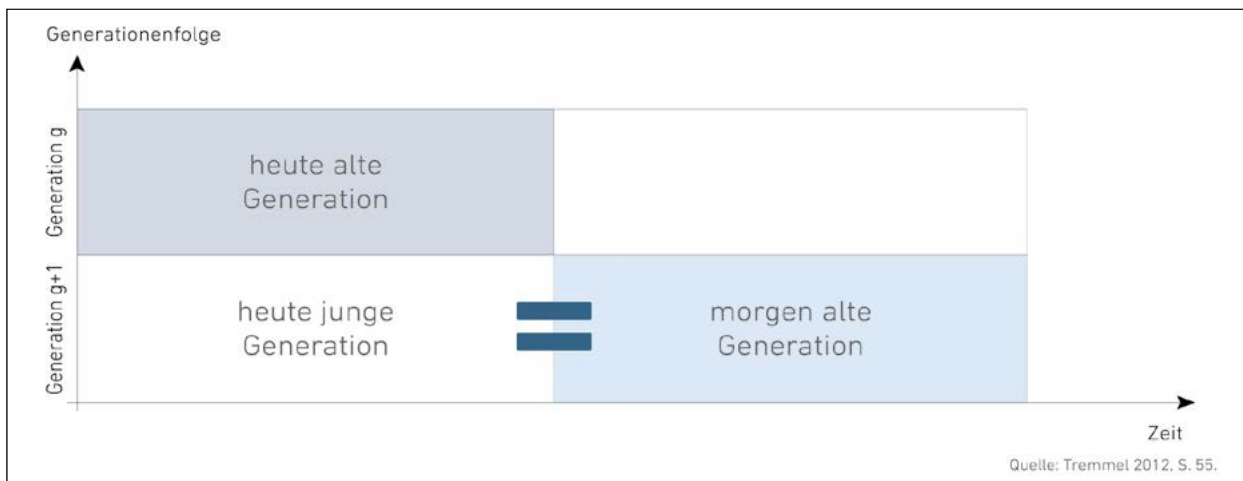 Generationenfolge
Generation g
heute alte
Generation
Generation g+1
heute junge
Generation
=
morgen alte
Generation
Zeit
Quelle: Tremmel 2012, S. 55.